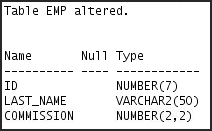 Table EMP altered.
Name Null Type
---------- ---- ------------
ID NUMBER(7)
LAST_NAME VARCHAR2(50)
COMMISSION NUMBER(2,2)